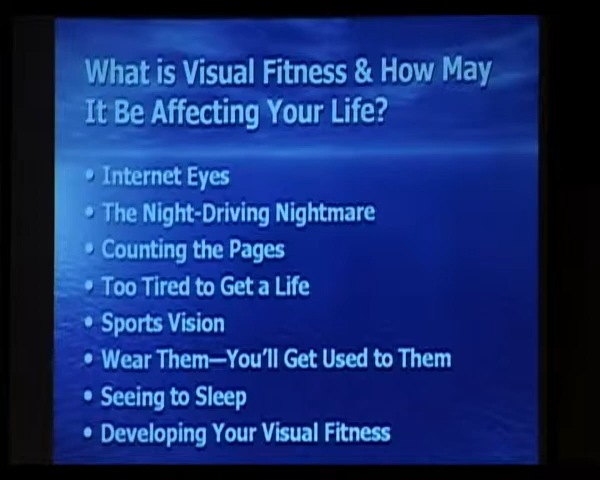 What is Visual Fitness & How May
It Be Affecting Your Life?
• Internet Eyes
• The Night-Driving Nightmare
• Counting the Pages
• Too Tired to Get a Life
• Sports Vision
• Wear Them—You'll Get Used to Them
• Seeing to Sleep
• Developing Your Visual Fitness